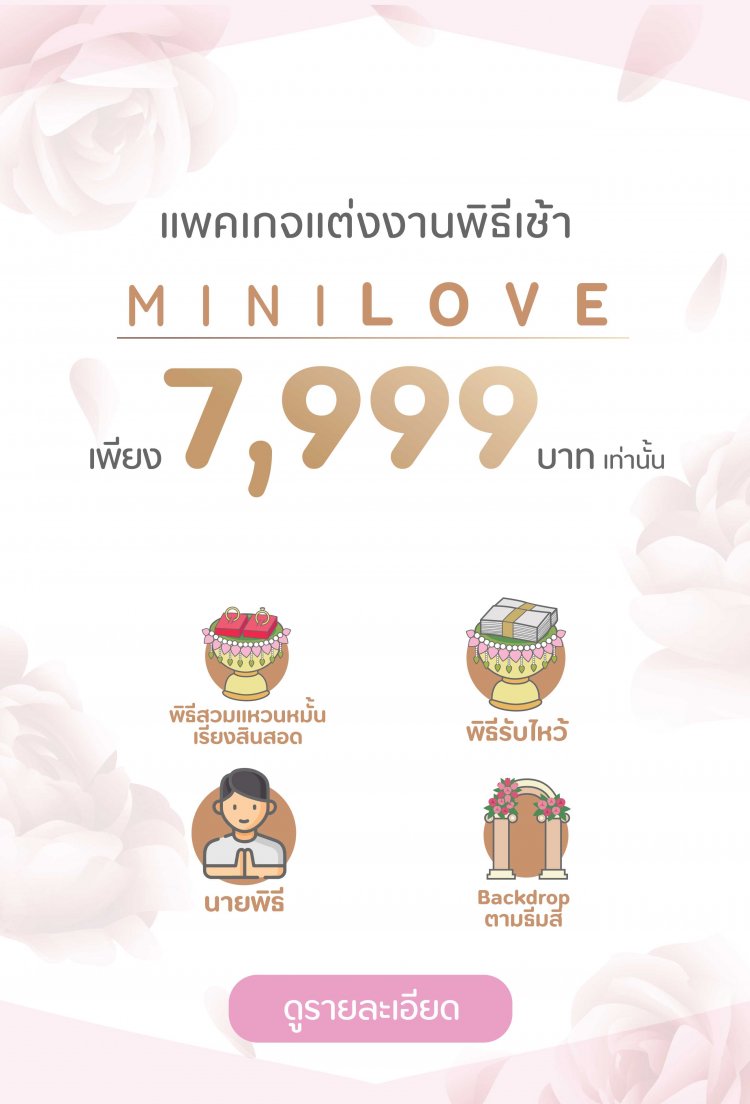 แพคเกจแต่งงานพิธีเช้า
MINILOVE
เพียง 7,999 บาท เท่านั้น
พิธีสวมแหวนหมั้น
เรียงสินสอด
พิธีรับไหว้
นายพิธี
Backdrop
ตามธีมสี
ดูรายละเอียด